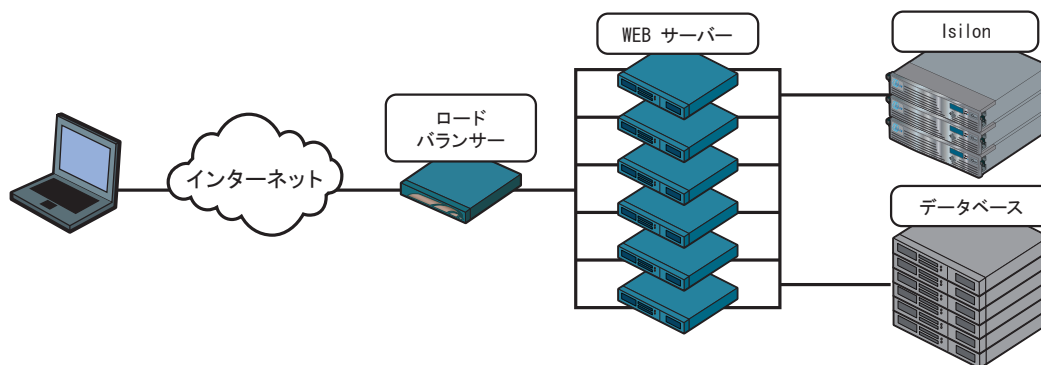 WEB サーバー
Isilon
ロード
バランサー
インターネット
データベース